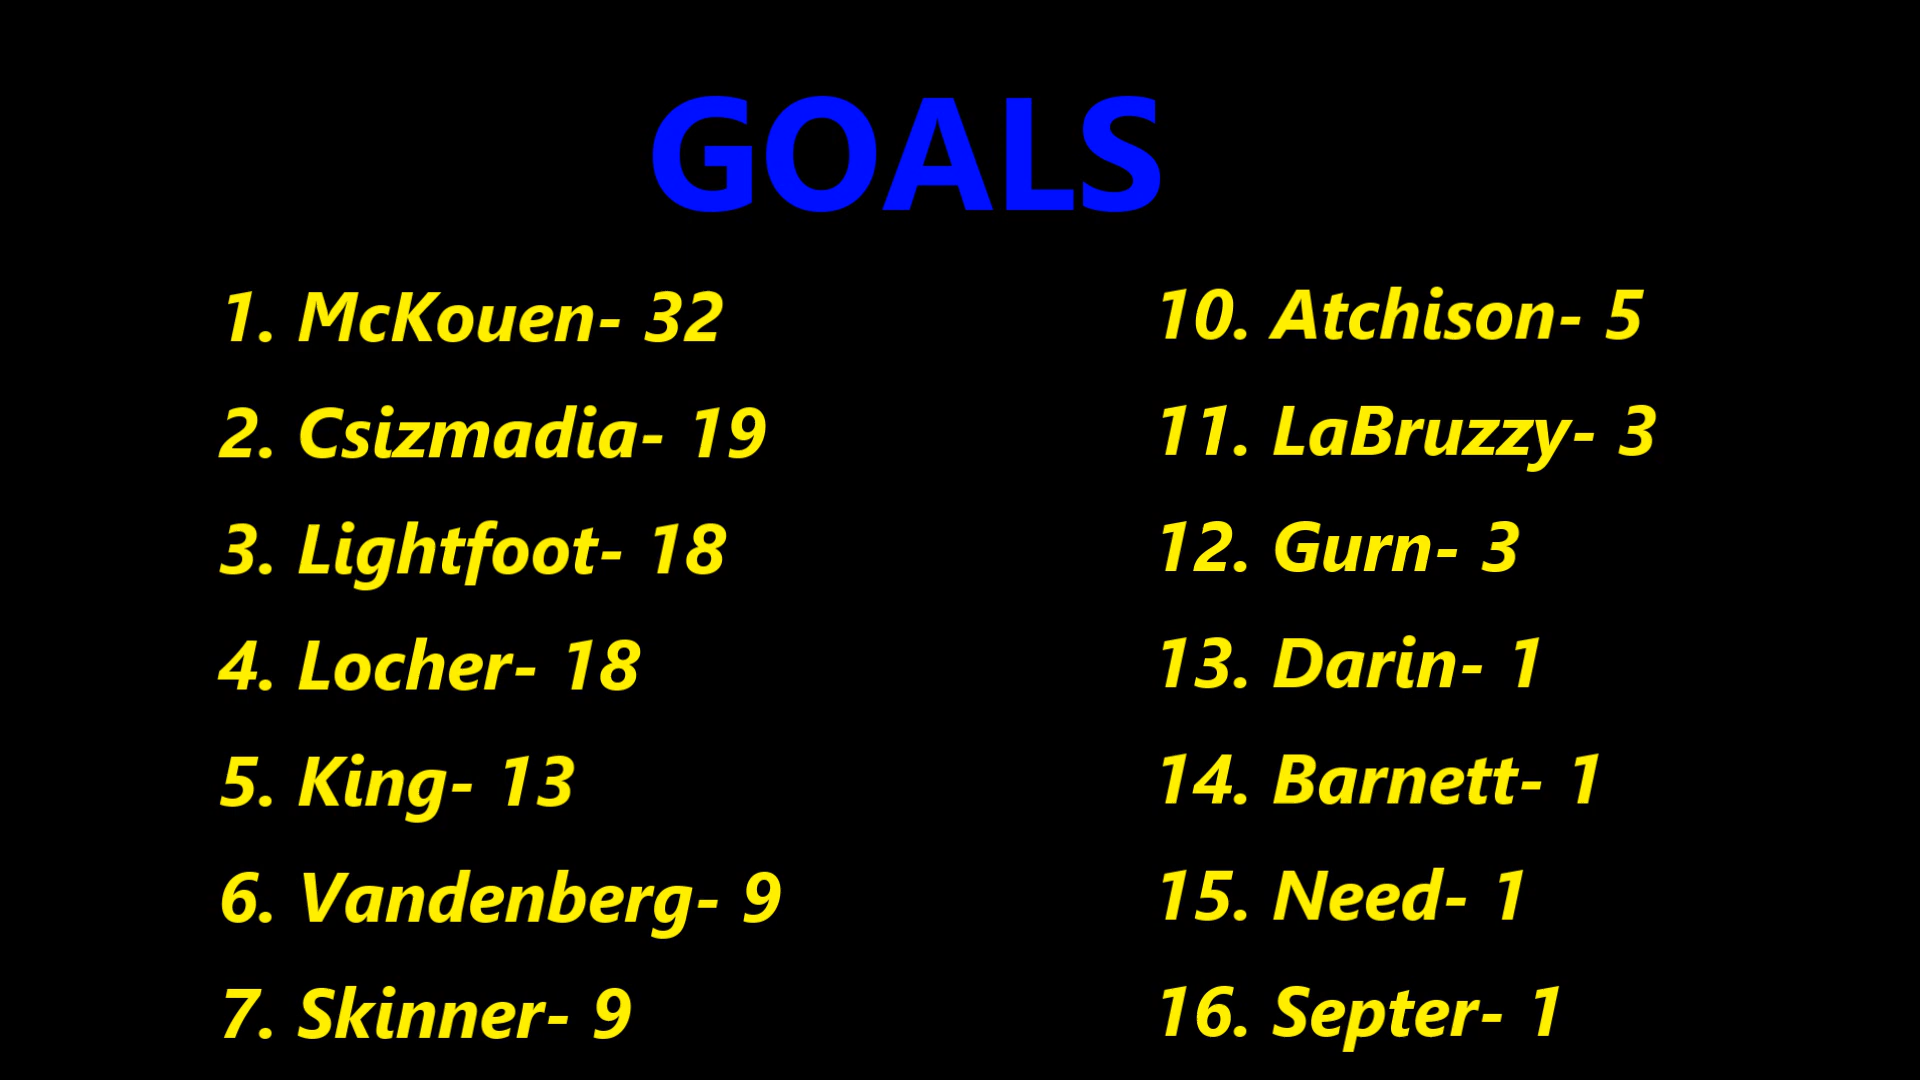 GOALS
1. McKouen- 32
2. Csizmadia- 19
3. Lightfoot- 18
4. Locher- 18
5. King- 13
6. Vandenberg- 9
7. Skinner- 9
10. Atchison- 5
11. LaBruzzy- 3
12. Gurn- 3
13. Darin- 1
14. Barnett- 1
15. Need- 1
16. Septer- 1